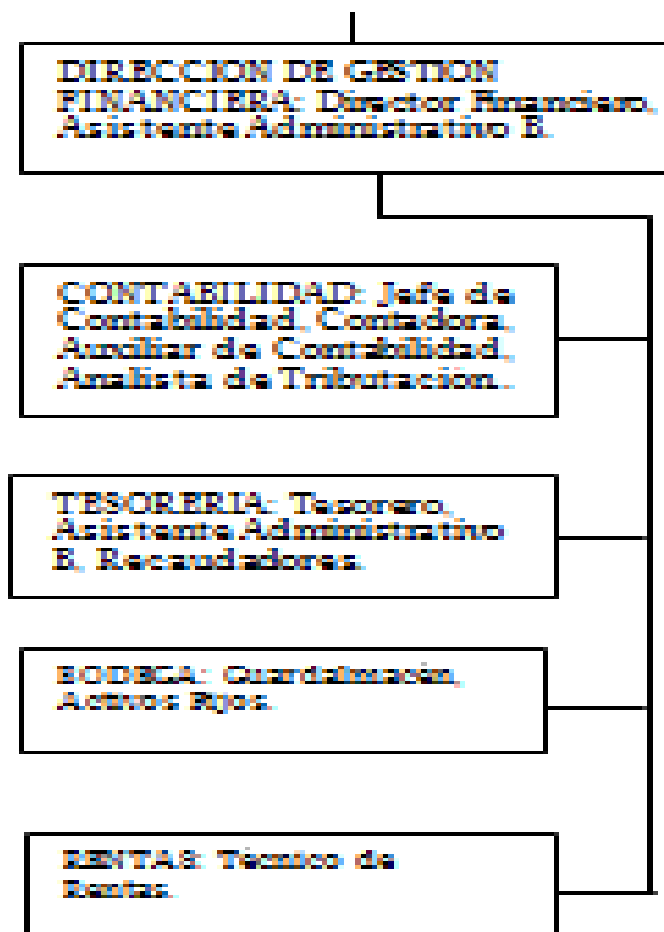 DIRECCION DE GESTION
FINANCIERA: Director Financiero,
Asistente Administrativo B.
CONTABILIDAD: Jefe de
Contabilidad, Contadora,
Auxiliar de Contabilidad,
Analista de Tributación..
TESORERIA: Tesorero,
Asistente Administrativo
B, Recaudadores.
BODEGA: Guardalmacén,
Activos Fijos.
RENTAS: Técnico de
Rentas.